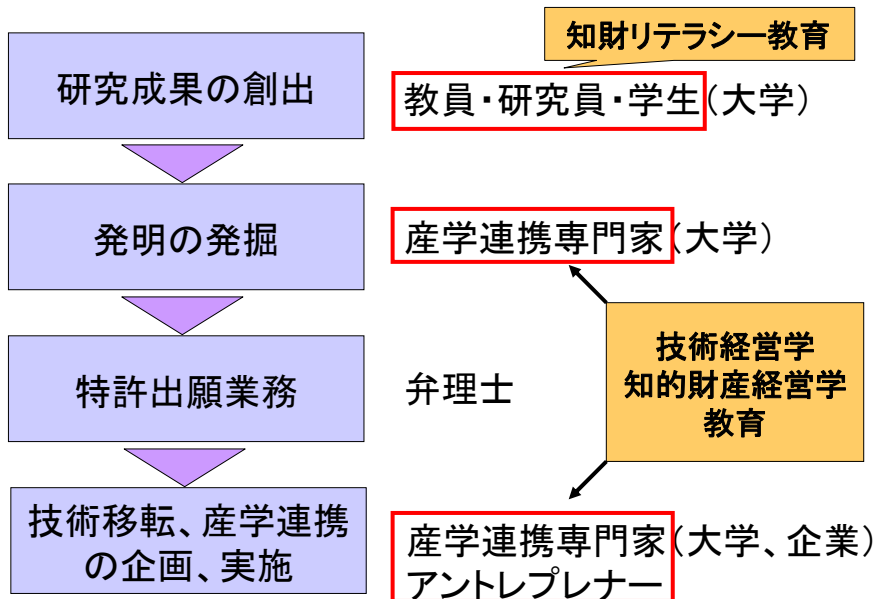 知財リテラシー教育
研究成果の創出
教員・研究員・学生(大学)
発明の発掘
産学連携専門家(大学)
特許出願業務
弁理士
技術経営学
知的財産経営学
教育
技術移転、産学連携
の企画、実施
産学連携専門家(大学、企業)
アントレプレナー